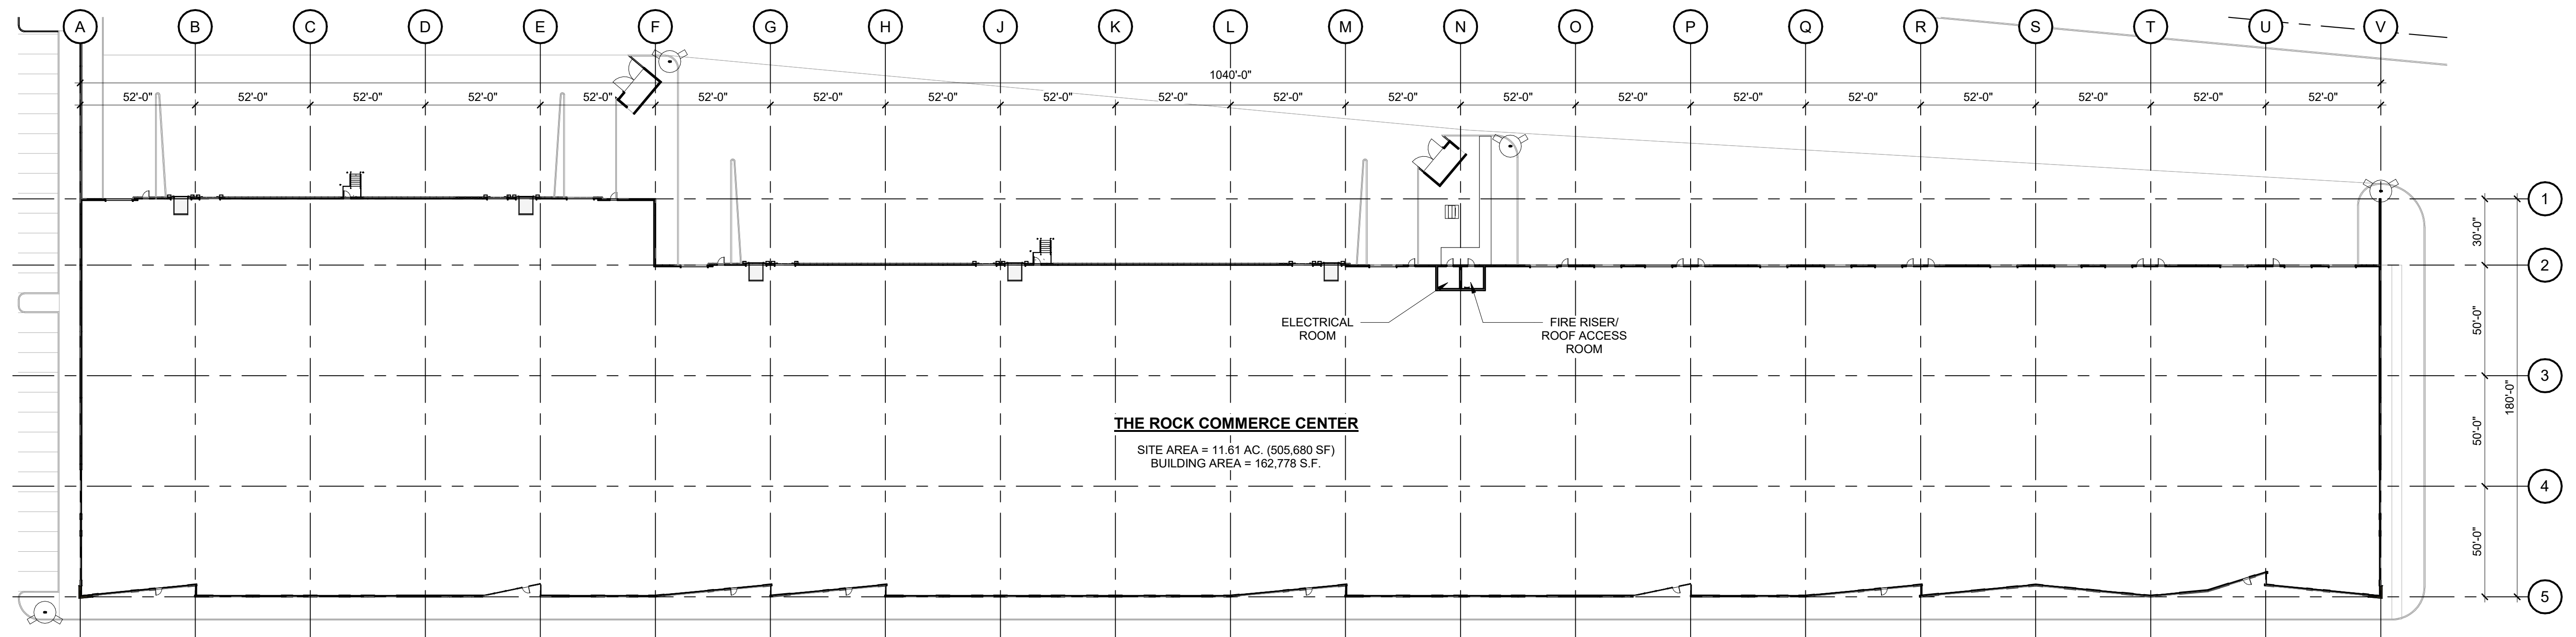 A B C D E F G H J K L M N O P Q R S T U V
1040'-0"
52'-0" 52'-0" 52'-0" 52'-0" 52'-0" 52'-0" 52'-0" 52'-0" 52'-0" 52'-0" 52'-0" 52'-0" 52'-0" 52'-0" 52'-0" 52'-0" 52'-0" 52'-0" 52'-0" 52'-0"
1
30'-0"
2
ELECTRICAL
ROOM
FIRE RISER/
ROOF ACCESS
ROOM
50'-0"
3
180'-0"
THE ROCK COMMERCE CENTER
SITE AREA = 11.61 AC. (505,680 SF)
BUILDING AREA = 162,778 S.F.
50'-0"
4
50'-0"
5